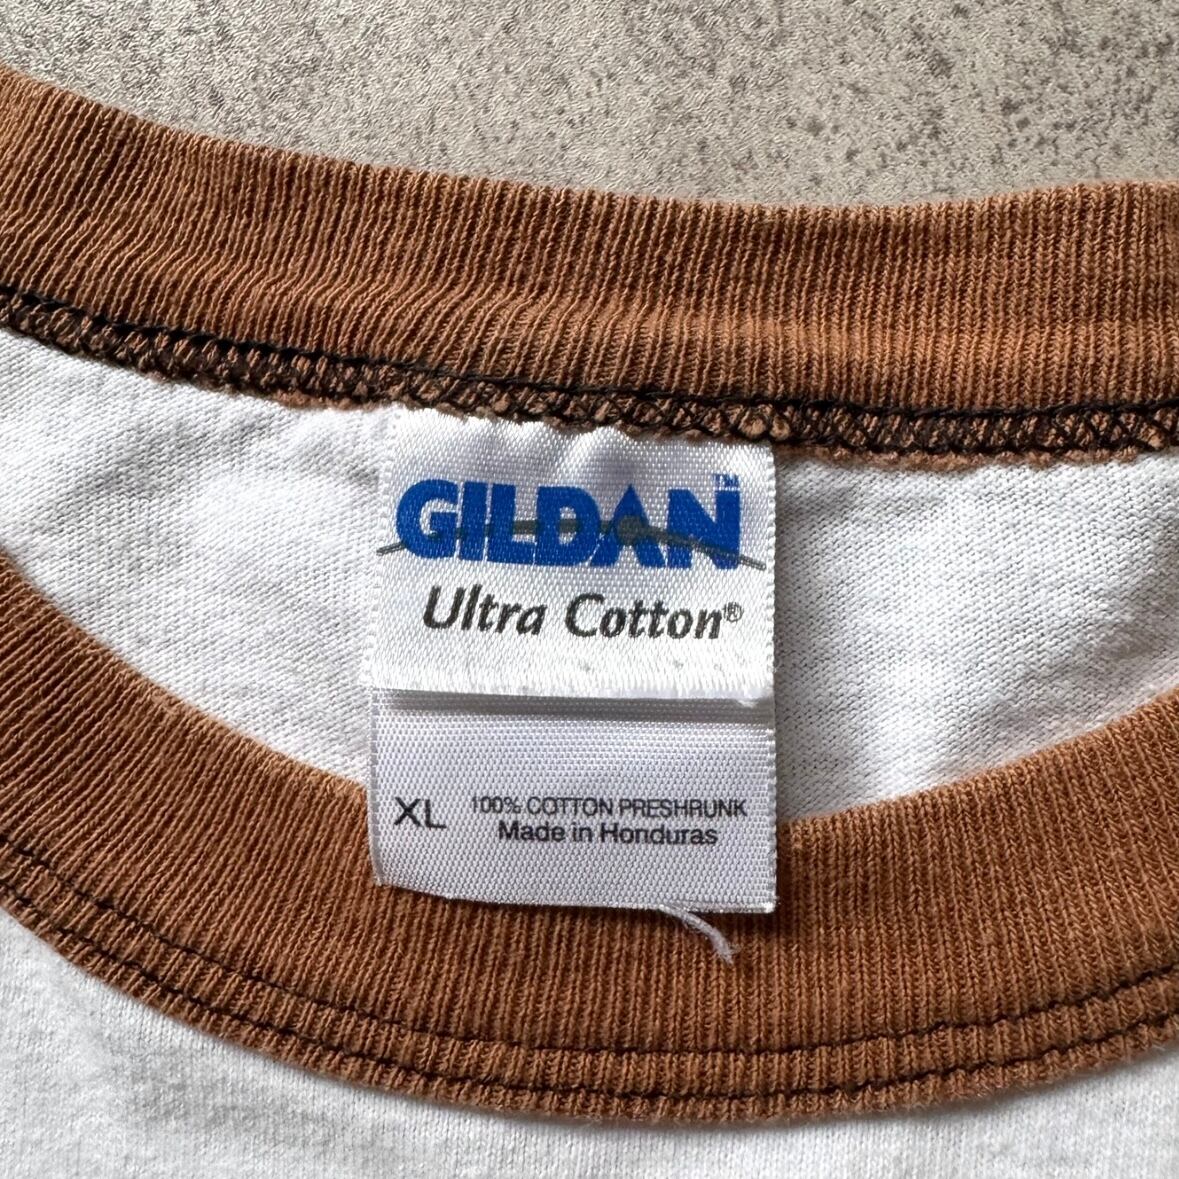 GILDAN™
Ultra Cotton®
XL 100% COTTON PRESHRUNK
Made in Honduras